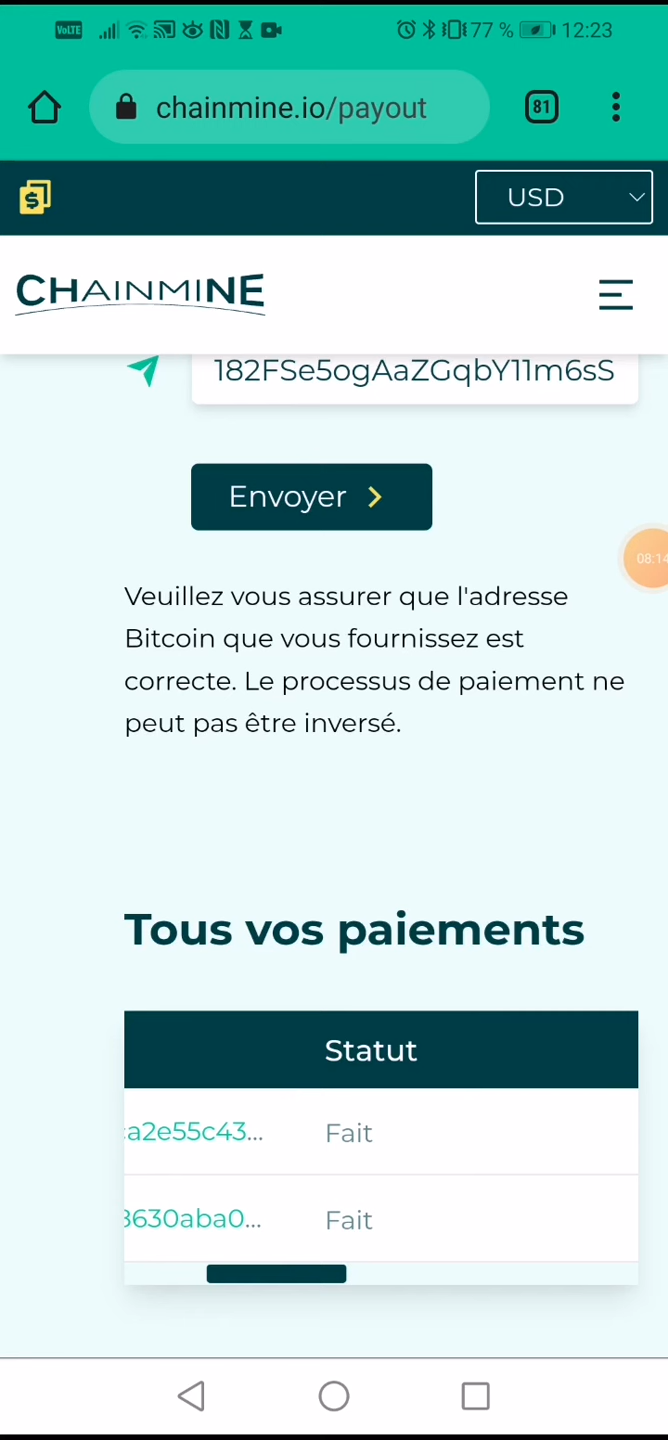 VoLTE 77 % 12:23
chainmine.io/payout 81
$ USD
CHAINMINE
182FSe5ogAaZGqbY11m6sS
Envoyer
08:14
Veuillez vous assurer que l'adresse
Bitcoin que vous fournissez est
correcte. Le processus de paiement ne
peut pas être inversé.
Tous vos paiements
Statut
a2e55c43... Fait
8630aba0... Fait